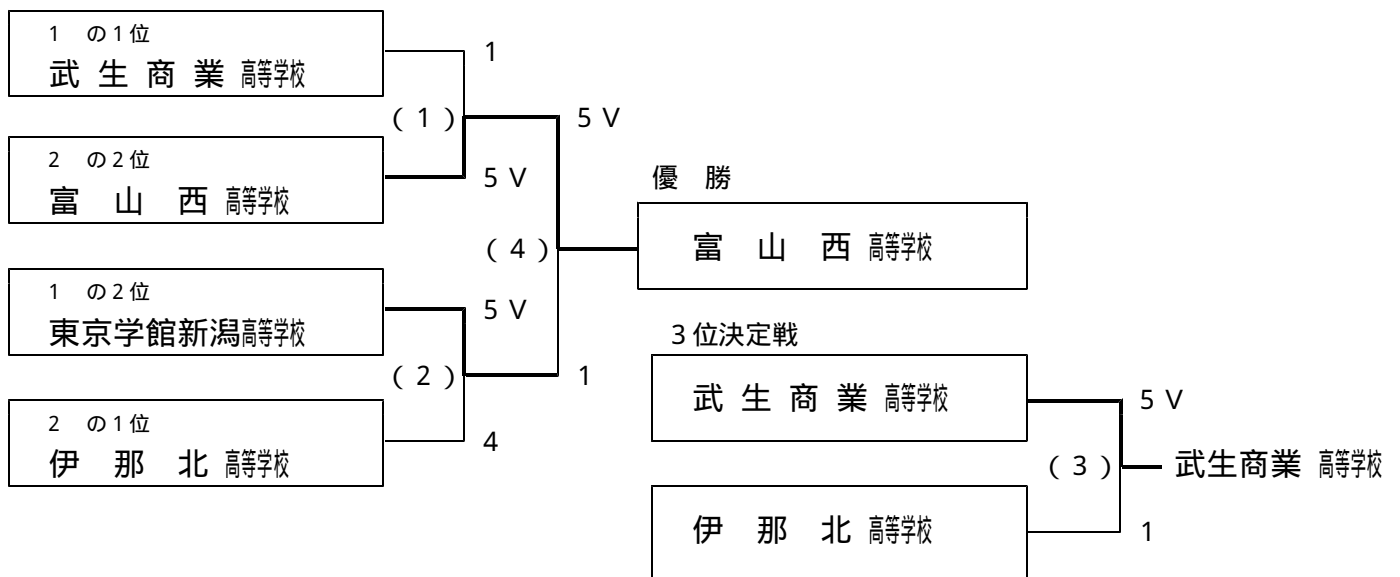 1 の1位
武生商業 高等学校
1
(1)
5 V
2 の2位
富山西 高等学校
5 V
優 勝
富山西 高等学校
(4)
1 の2位
東京学館新潟高等学校
5 V
(2)
1
2 の1位
伊那北 高等学校
4
3位決定戦
武生商業 高等学校
5 V
(3)
武生商業 高等学校
伊那北 高等学校
1